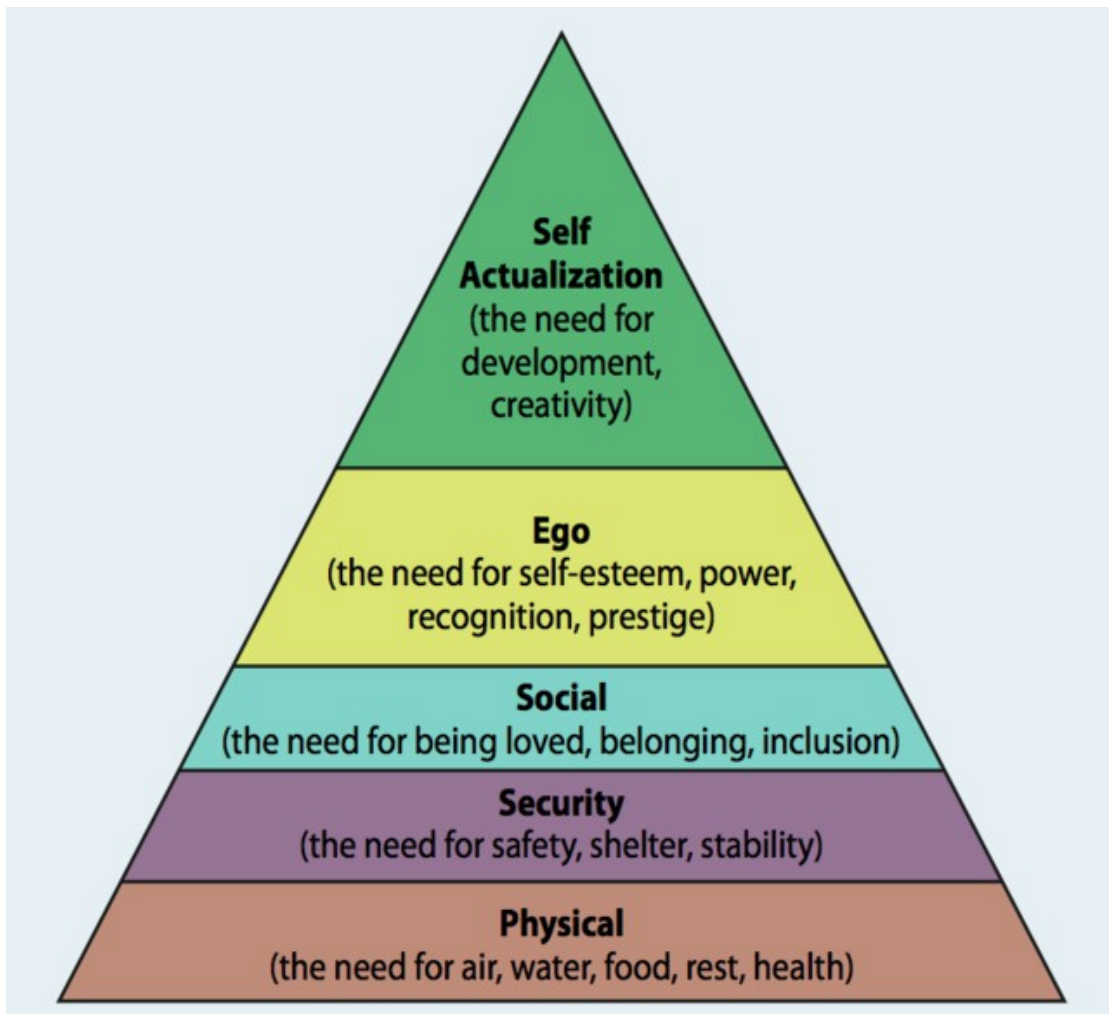 Self
Actualization
(the need for
development,
creativity)
Ego
(the need for self-esteem, power,
recognition, prestige)
Social
(the need for being loved, belonging, inclusion)
Security
(the need for safety, shelter, stability)
Physical
(the need for air, water, food, rest, health)